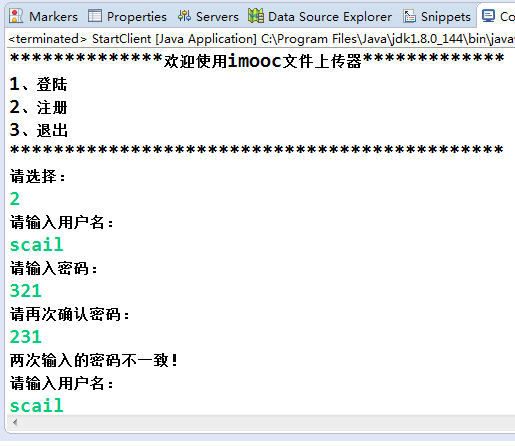 Markers Properties Servers Data Source Explorer Snippets Co
<terminated> StartClient [Java Application] C:\Program Files\Java\jdk1.8.0_144\bin\java
**************欢迎使用imooc文件上传器*************
1、登陆
2、注册
3、退出
*********************************************
请选择：
2
请输入用户名：
scail
请输入密码：
321
请再次确认密码：
231
两次输入的密码不一致！
请输入用户名：
scail